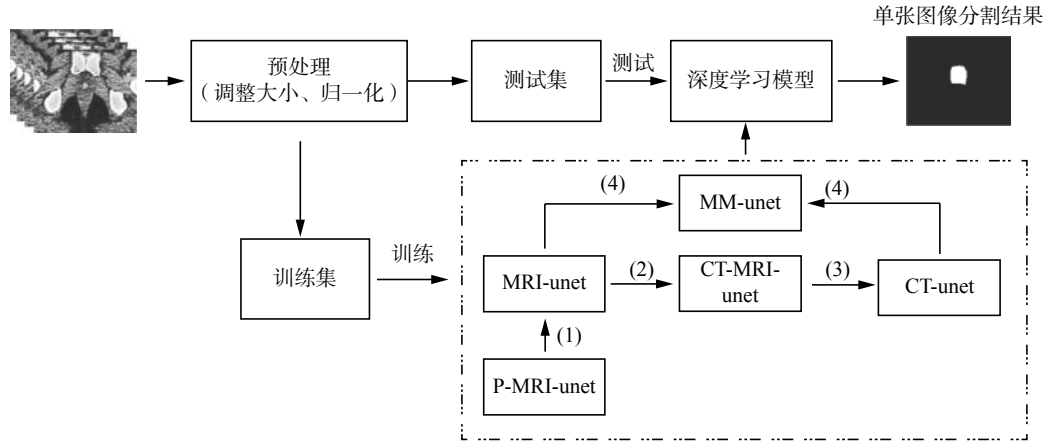 单张图像分割结果
预处理
（调整大小、归一化）
测试集
测试
深度学习模型
训练集
训练
(4)
MM-unet
(4)
MRI-unet
(2)
CT-MRI-
unet
(3)
CT-unet
(1)
P-MRI-unet